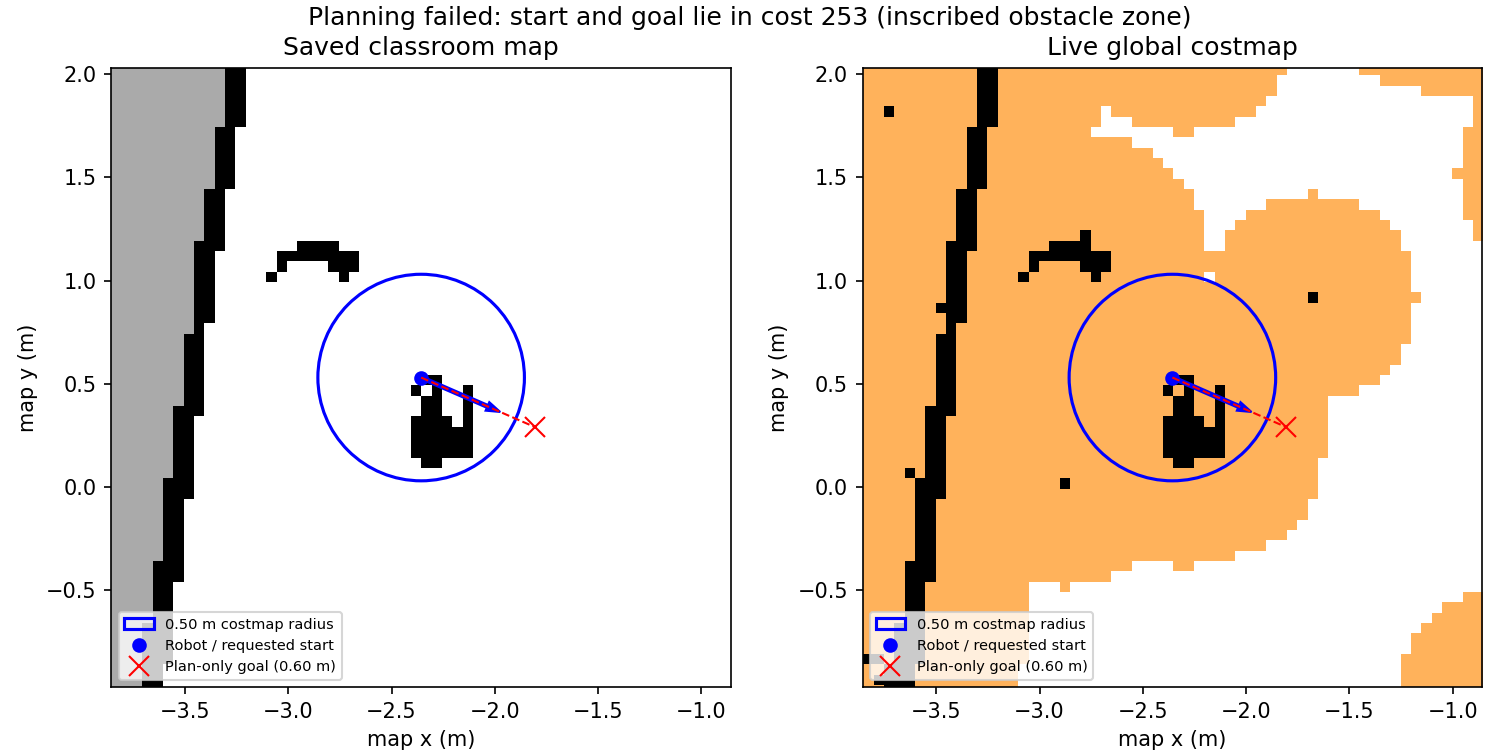 Planning failed: start and goal lie in cost 253 (inscribed obstacle zone)
Saved classroom map
2.0
1.5
1.0
0.5
0.0
−0.5
map y (m)
0.50 m costmap radius
Robot / requested start
Plan-only goal (0.60 m)
−3.5
−3.0
−2.5
−2.0
−1.5
−1.0
map x (m)
Live global costmap
2.0
1.5
1.0
0.5
0.0
−0.5
map y (m)
0.50 m costmap radius
Robot / requested start
Plan-only goal (0.60 m)
−3.5
−3.0
−2.5
−2.0
−1.5
−1.0
map x (m)